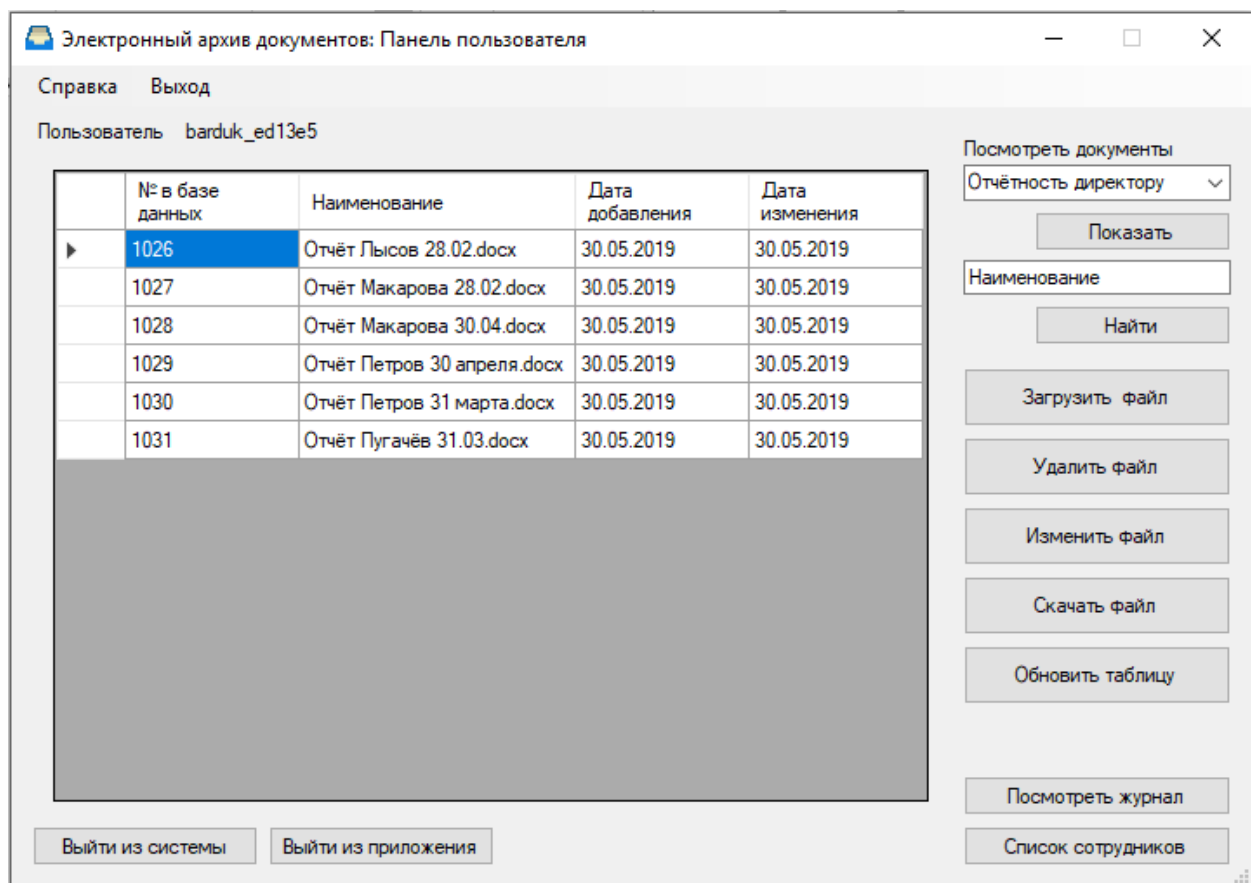 Электронный архив документов: Панель пользователя
Справка Выход
Пользователь barduk_ed13e5
№ в базе данных Наименование Дата добавления Дата изменения
1026 Отчёт Лысов 28.02.docx 30.05.2019 30.05.2019
1027 Отчёт Макарова 28.02.docx 30.05.2019 30.05.2019
1028 Отчёт Макарова 30.04.docx 30.05.2019 30.05.2019
1029 Отчёт Петров 30 апреля.docx 30.05.2019 30.05.2019
1030 Отчёт Петров 31 марта.docx 30.05.2019 30.05.2019
1031 Отчёт Пугачёв 31.03.docx 30.05.2019 30.05.2019
Посмотреть документы
Отчётность директору
Показать
Наименование
Найти
Загрузить файл
Удалить файл
Изменить файл
Скачать файл
Обновить таблицу
Посмотреть журнал
Список сотрудников
Выйти из системы Выйти из приложения